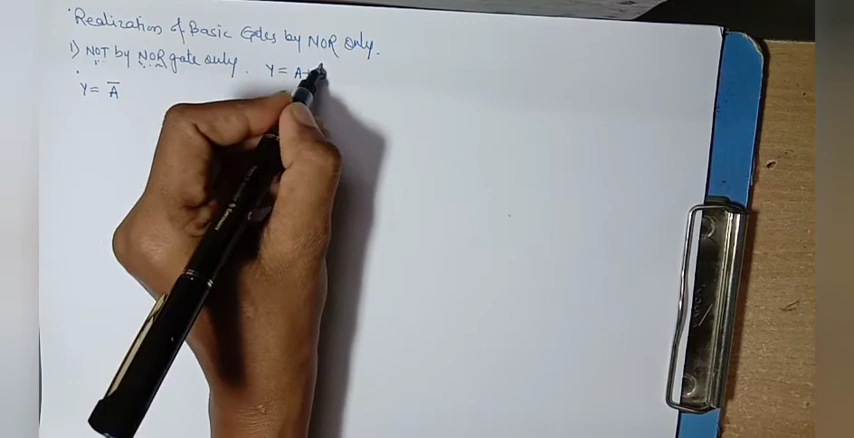 Realization of Basic Gates by NOR Only.
1) NOT by NOR gate only. Y = A+B
Y = A̅